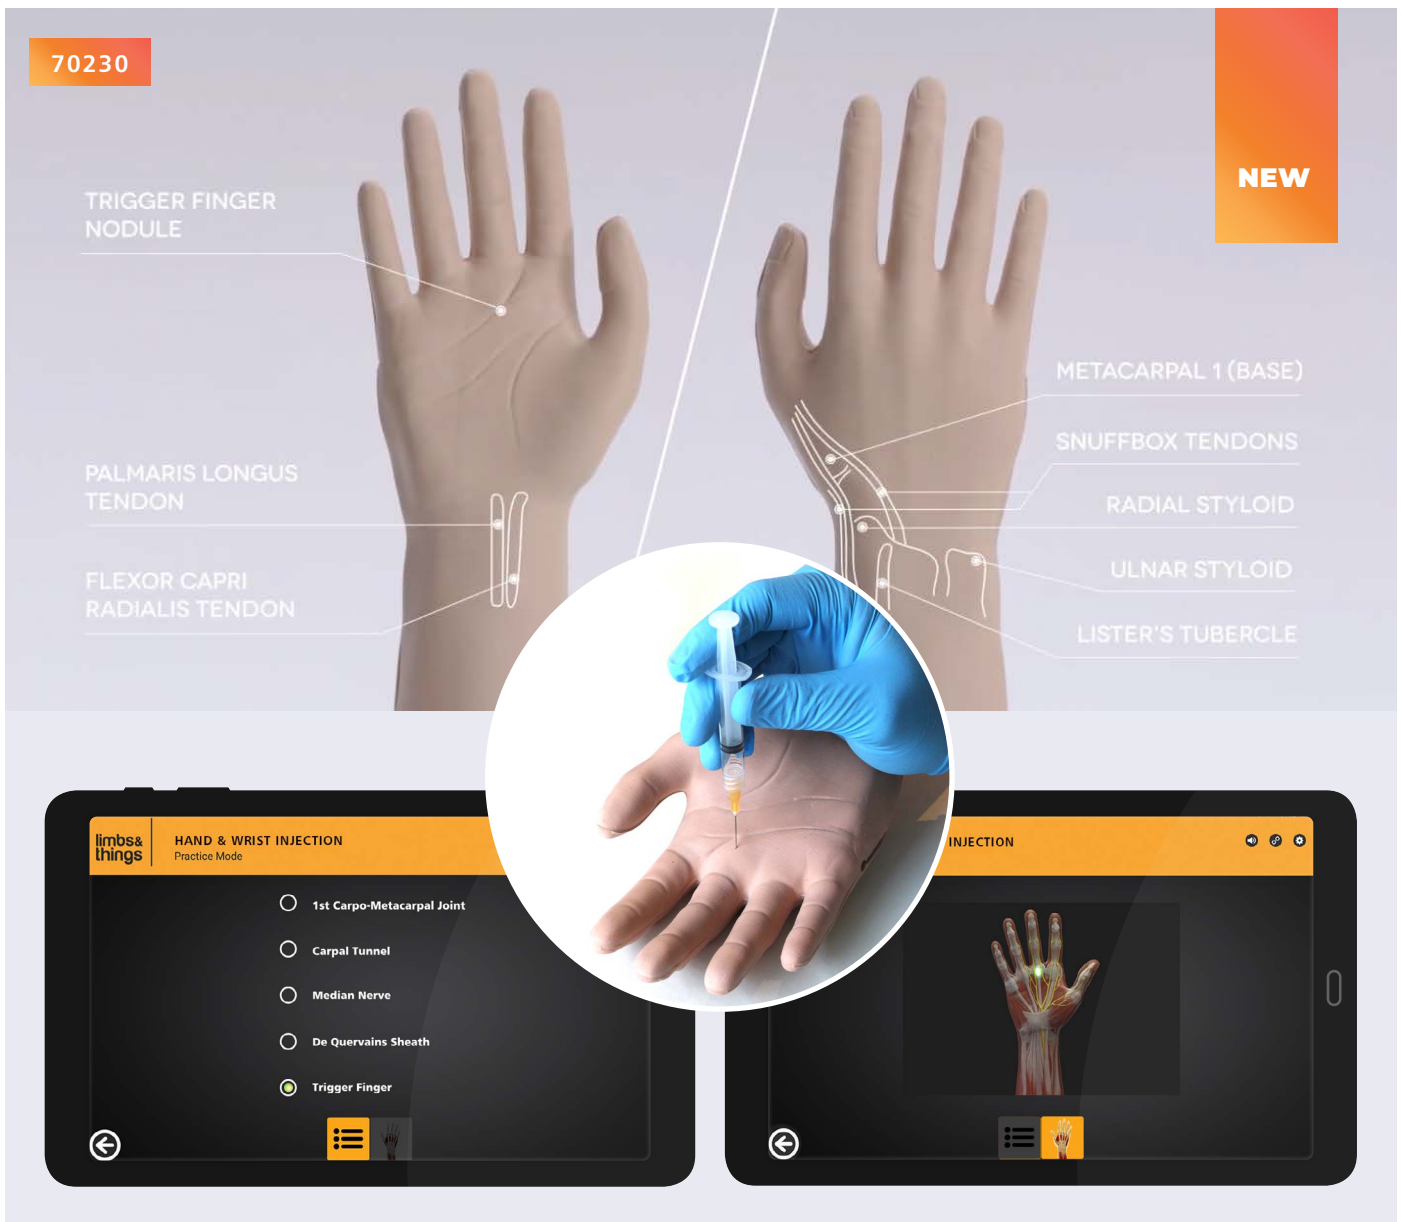 70230
NEW
TRIGGER FINGER
NODULE
PALMARIS LONGUS
TENDON
FLEXOR CAPRI
RADIALIS TENDON
METACARPAL 1 (BASE)
SNUFFBOX TENDONS
RADIAL STYLOID
ULNAR STYLOID
LISTER'S TUBERCLE
limbs&
things
HAND & WRIST INJECTION
Practice Mode
1st Carpo-Metacarpal Joint
Carpal Tunnel
Median Nerve
De Quervains Sheath
Trigger Finger
INJECTION